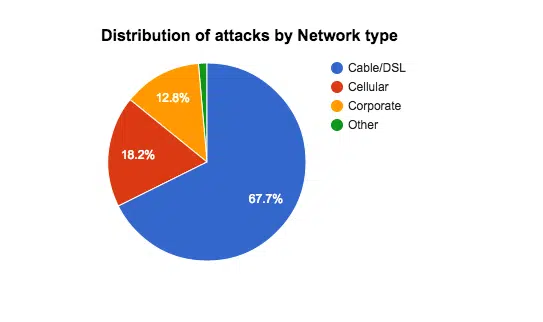 Distribution of attacks by Network type
Cable/DSL
Cellular
Corporate
Other
12.8%
18.2%
67.7%